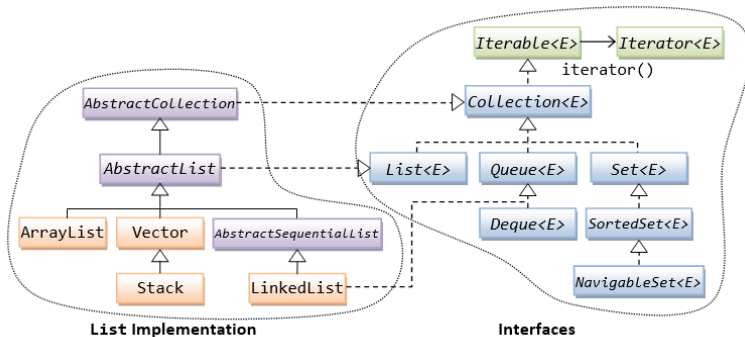 Iterable<E>
Iterator<E>
iterator()
AbstractCollection
Collection<E>
AbstractList
List<E>
Queue<E>
Set<E>
ArrayList
Vector
AbstractSequentialList
Deque<E>
SortedSet<E>
Stack
LinkedList
NavigableSet<E>
List Implementation
Interfaces